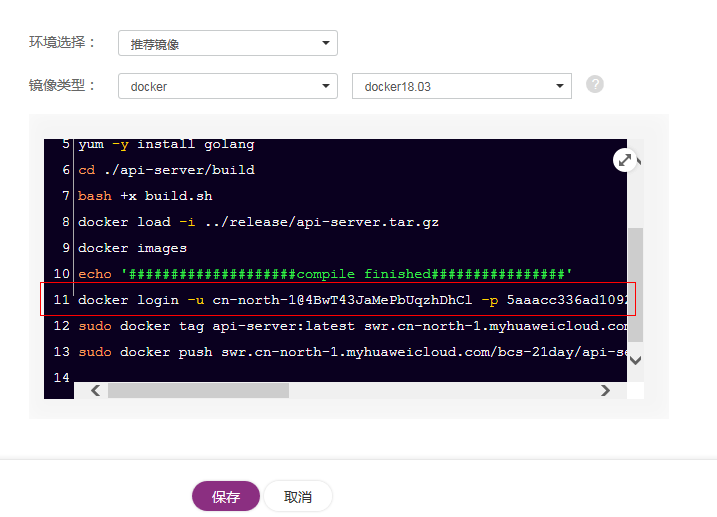 环境选择：
推荐镜像
镜像类型：
docker
docker18.03
?
5 yum -y install golang
6 cd ./api-server/build
7 bash +x build.sh
8 docker load -i ../release/api-server.tar.gz
9 docker images
10 echo '####################compile finished################'
11 docker login -u cn-north-1@4BwT43JaMePbUqzhDhCl -p 5aaacc336ad1092
12 sudo docker tag api-server:latest swr.cn-north-1.myhuaweicloud.com
13 sudo docker push swr.cn-north-1.myhuaweicloud.com/bcs-21day/api-se
14
保存
取消